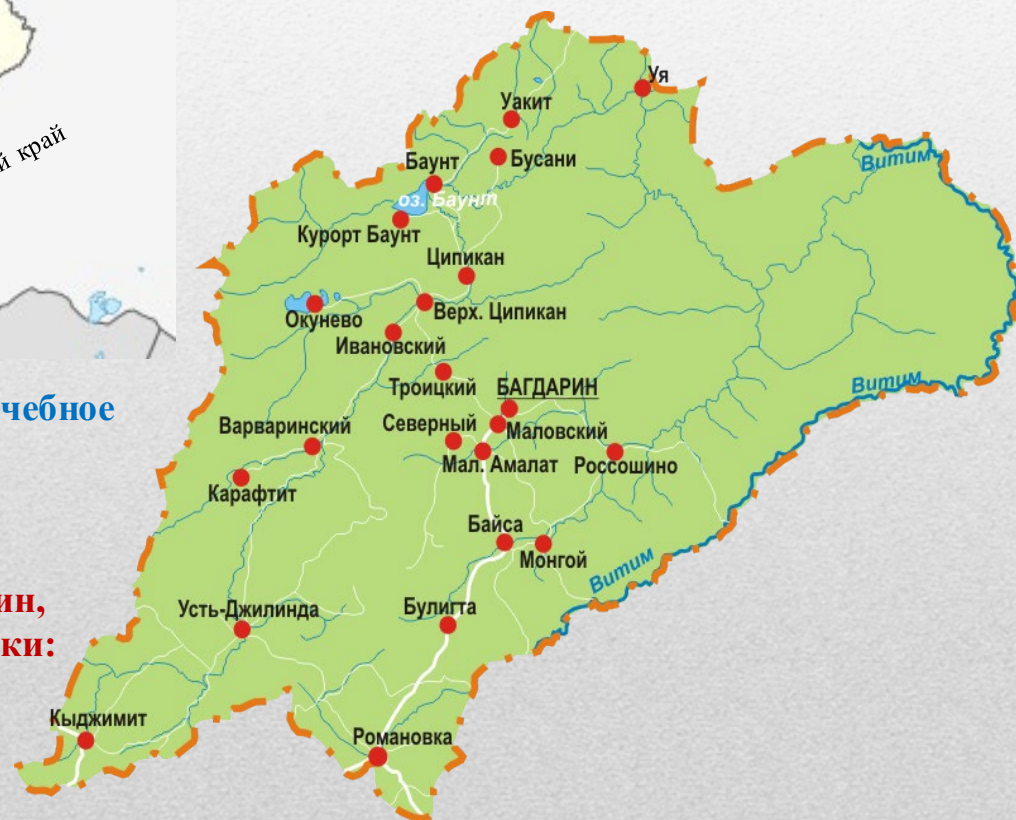 й край
Уя
Уакит
Бусани
Баунт
Витим
оз. Баунт
Курорт Баунт
Ципикан
Верх. Ципикан
Окунево
Ивановский
Троицкий
БАГДАРИН
Витим
чебное
Варваринский
Северный
Маловский
Мал. Амалат
Россошино
Карафтит
Байса
Монгой
Витим
ин,
Усть-Джилинда
Булигта
ки:
Кыджимит
Романовка